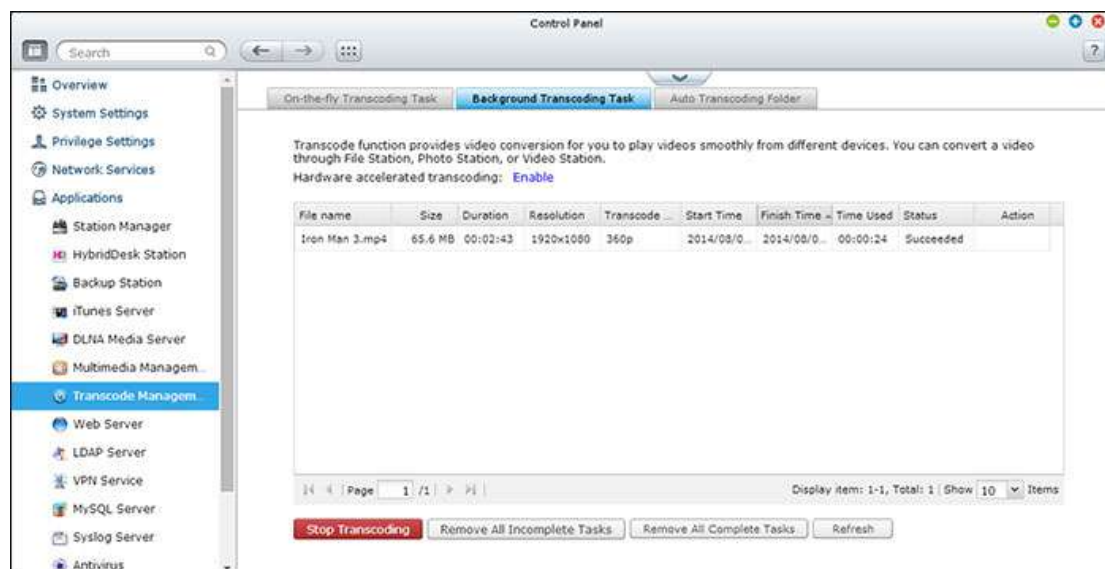 Control Panel
Search
?
Overview
System Settings
Privilege Settings
Network Services
Applications
Station Manager
HybridDesk Station
Backup Station
iTunes Server
DLNA Media Server
Multimedia Managem...
Transcode Managem...
Web Server
LDAP Server
VPN Service
MySQL Server
Syslog Server
Antivirus
On-the-fly Transcoding Task Background Transcoding Task Auto Transcoding Folder
Transcode function provides video conversion for you to play videos smoothly from different devices. You can convert a video
through File Station, Photo Station, or Video Station.
Hardware accelerated transcoding: Enable
File name Size Duration Resolution Transcode ... Start Time Finish Time Time Used Status Action
Iron Man 3.mp4 65.6 MB 00:02:43 1920x1080 360p 2014/08/0... 2014/08/0... 00:00:24 Succeeded
Page 1 /1 Display item: 1-1, Total: 1 Show 10 Items
Stop Transcoding Remove All Incomplete Tasks Remove All Complete Tasks Refresh